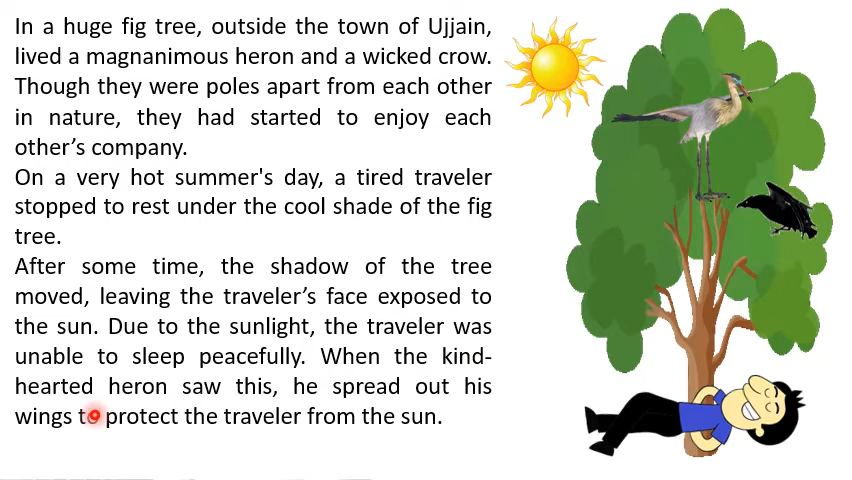 In a huge fig tree, outside the town of Ujjain,
lived a magnanimous heron and a wicked crow.
Though they were poles apart from each other
in nature, they had started to enjoy each
other’s company.
On a very hot summer's day, a tired traveler
stopped to rest under the cool shade of the fig
tree.
After some time, the shadow of the tree
moved, leaving the traveler’s face exposed to
the sun. Due to the sunlight, the traveler was
unable to sleep peacefully. When the kind-
hearted heron saw this, he spread out his
wings to protect the traveler from the sun.